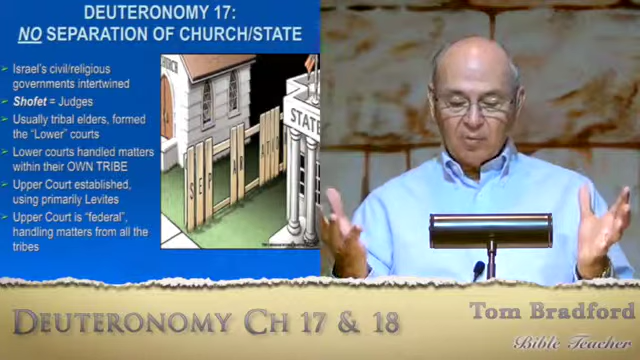 DEUTERONOMY 17:
NO SEPARATION OF CHURCH/STATE
Israel's civil/religious
governments intertwined
Shofet = Judges
Usually tribal elders, formed
the "Lower" courts
Lower courts handled matters
within their OWN TRIBE
Upper Court established,
using primarily Levites
Upper Court is "federal",
handling matters from all the
tribes
CHURCH
STATE
SEPARATION
DEUTERONOMY CH 17 & 18
Tom Bradford
Bible Teacher